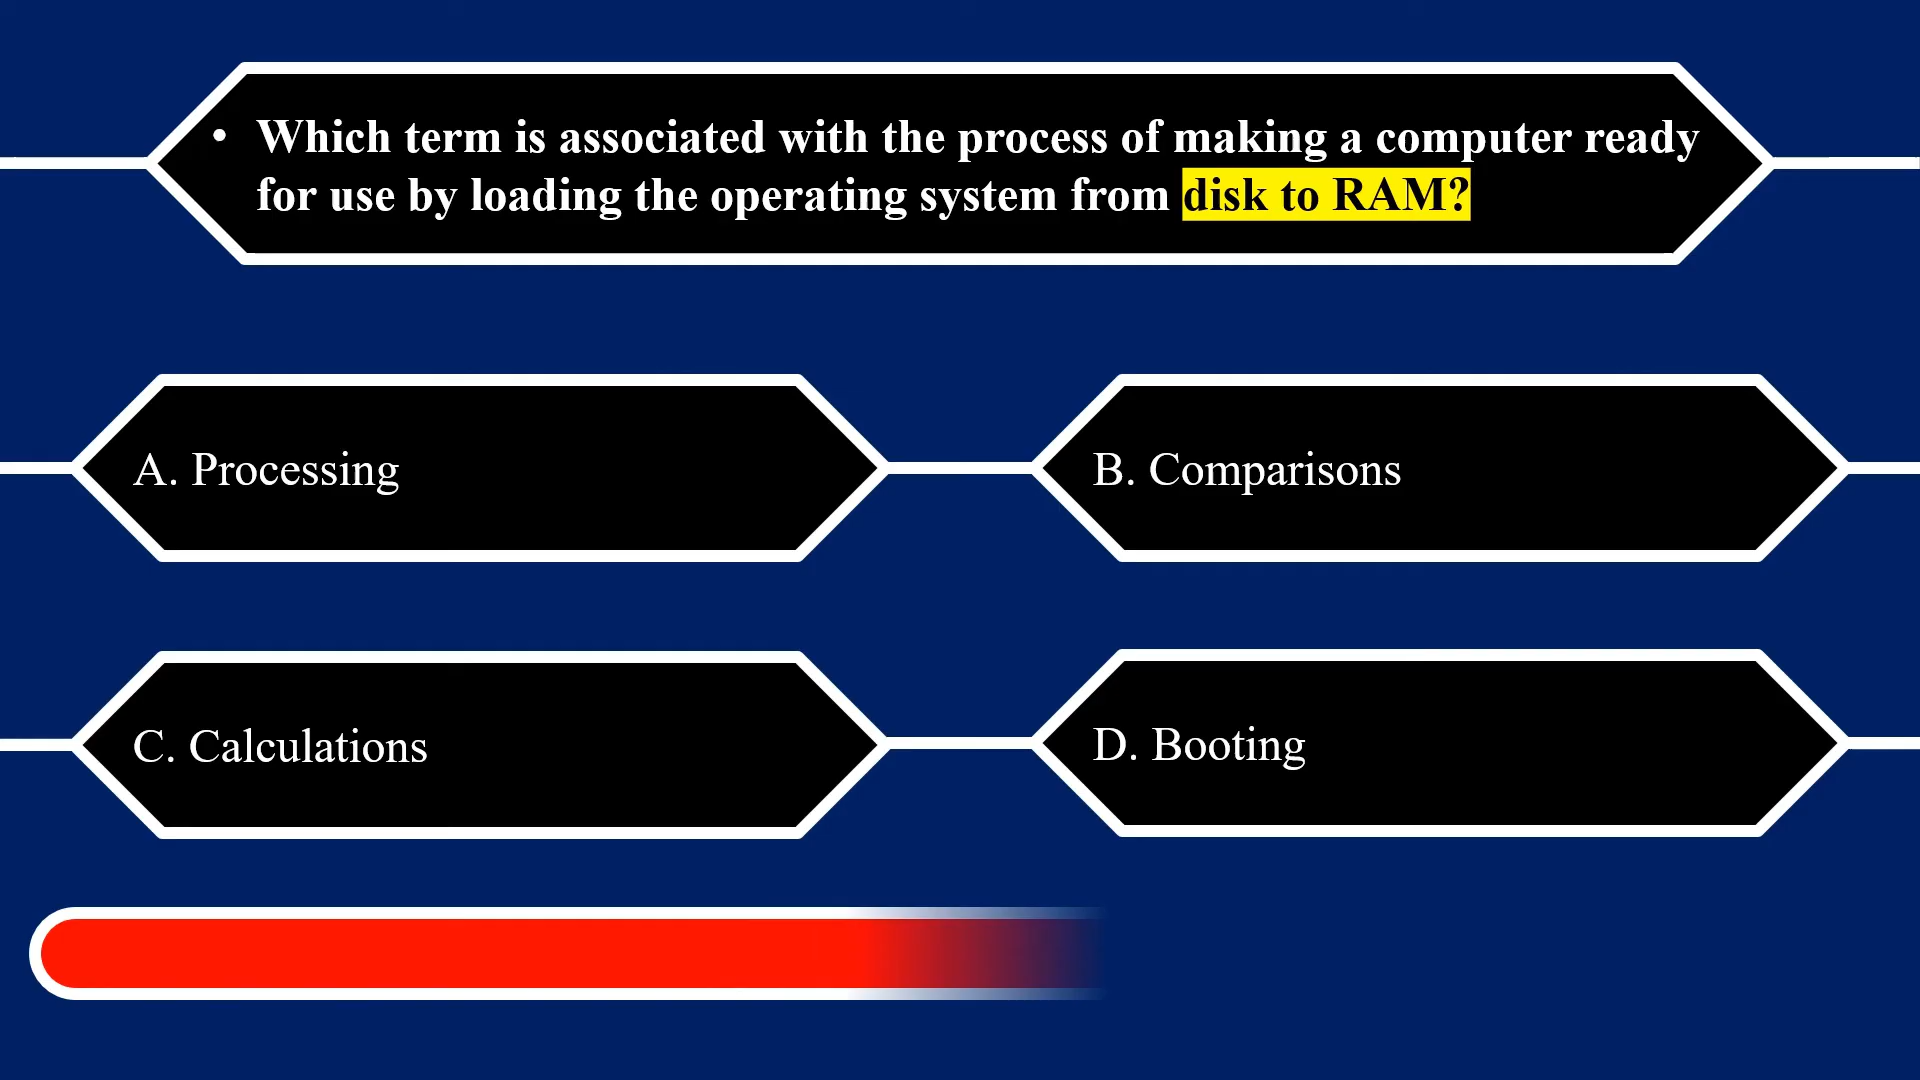 • Which term is associated with the process of making a computer ready
for use by loading the operating system from disk to RAM?
A. Processing
B. Comparisons
C. Calculations
D. Booting